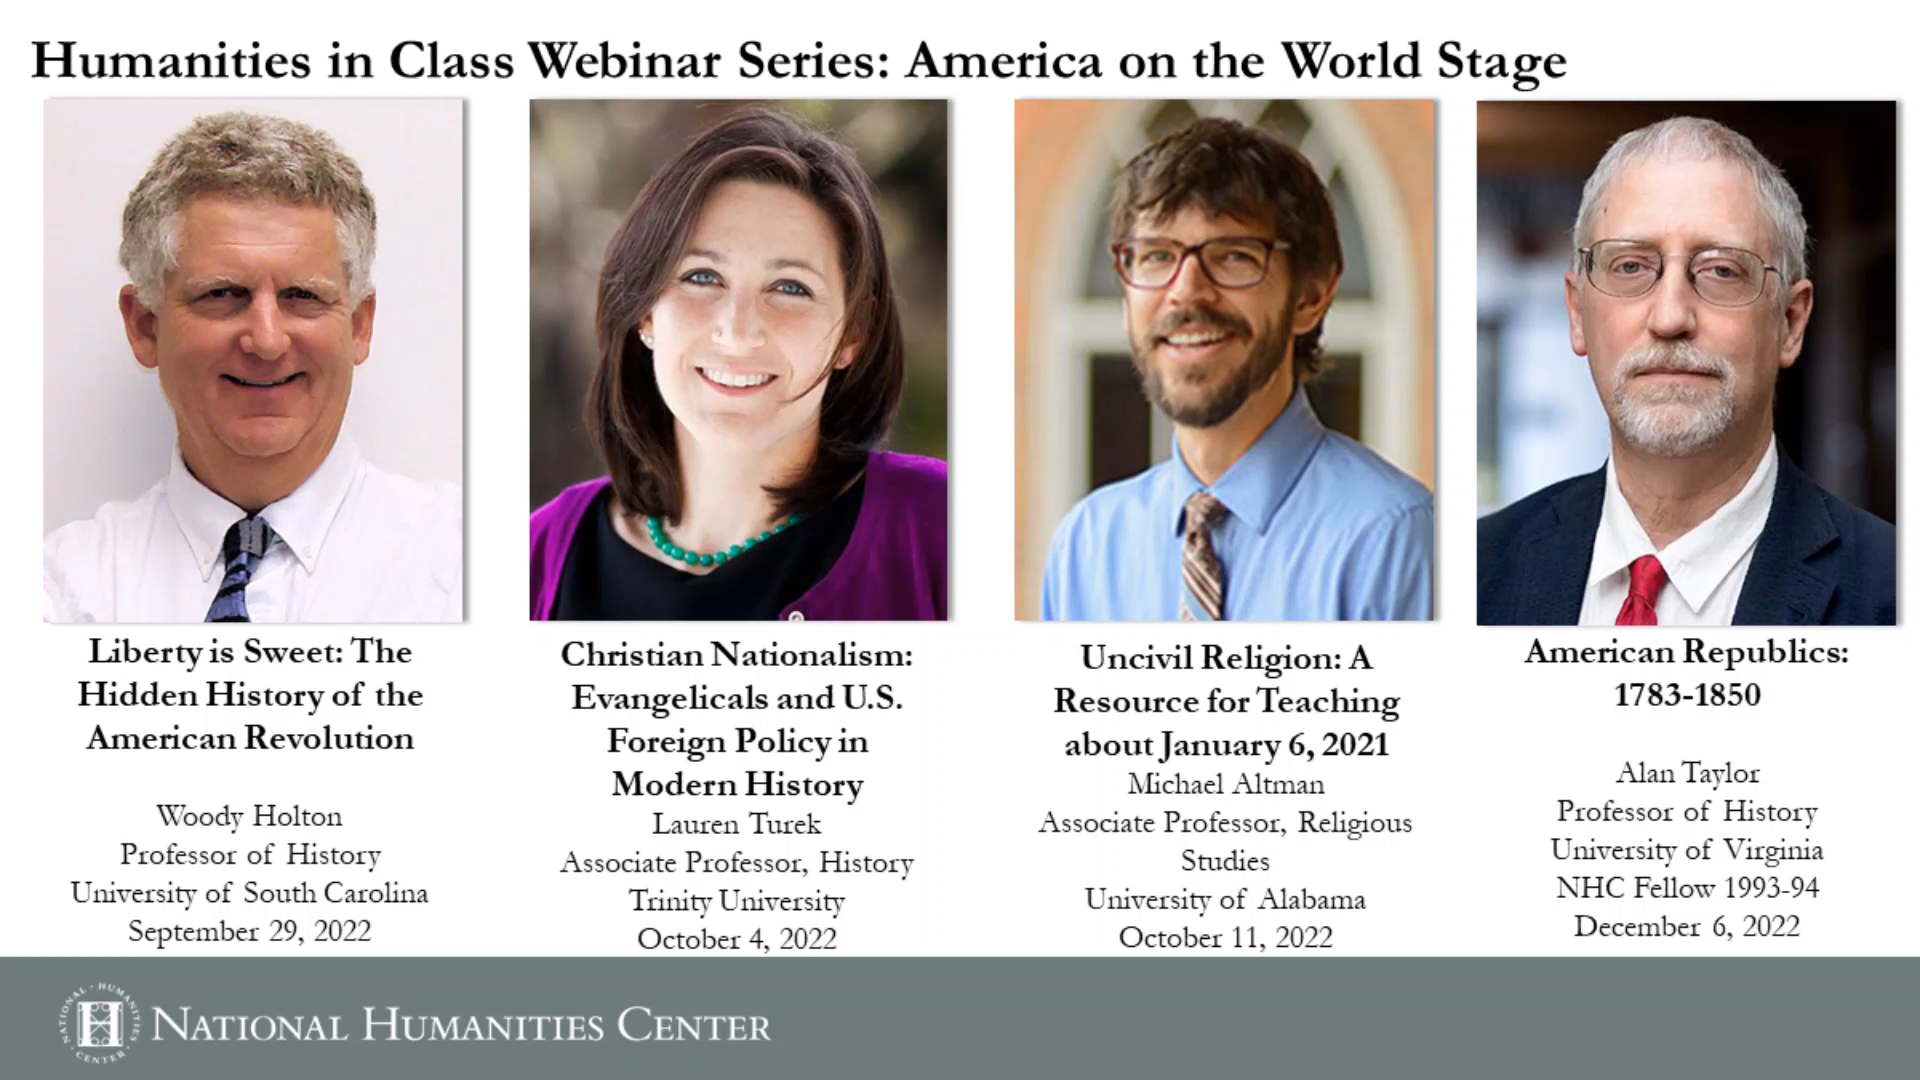 Humanities in Class Webinar Series: America on the World Stage
Liberty is Sweet: The
Hidden History of the
American Revolution
Woody Holton
Professor of History
University of South Carolina
September 29, 2022
Christian Nationalism:
Evangelicals and U.S.
Foreign Policy in
Modern History
Lauren Turek
Associate Professor, History
Trinity University
October 4, 2022
Uncivil Religion: A
Resource for Teaching
about January 6, 2021
Michael Altman
Associate Professor, Religious
Studies
University of Alabama
October 11, 2022
American Republics:
1783-1850
Alan Taylor
Professor of History
University of Virginia
NHC Fellow 1993-94
December 6, 2022
NATIONAL · HUMANITIES · CENTER ·
H
NATIONAL HUMANITIES CENTER